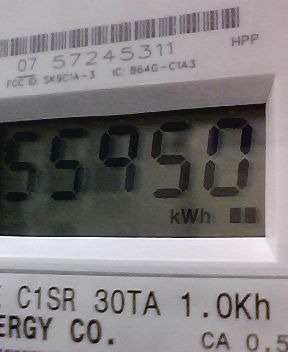 HPP
07 57245311
FCC ID: SK9C1A-3 IC: 864G-C1A3
55950
kWh
C1SR 30TA 1.0Kh
ERGY CO. CA 0.5